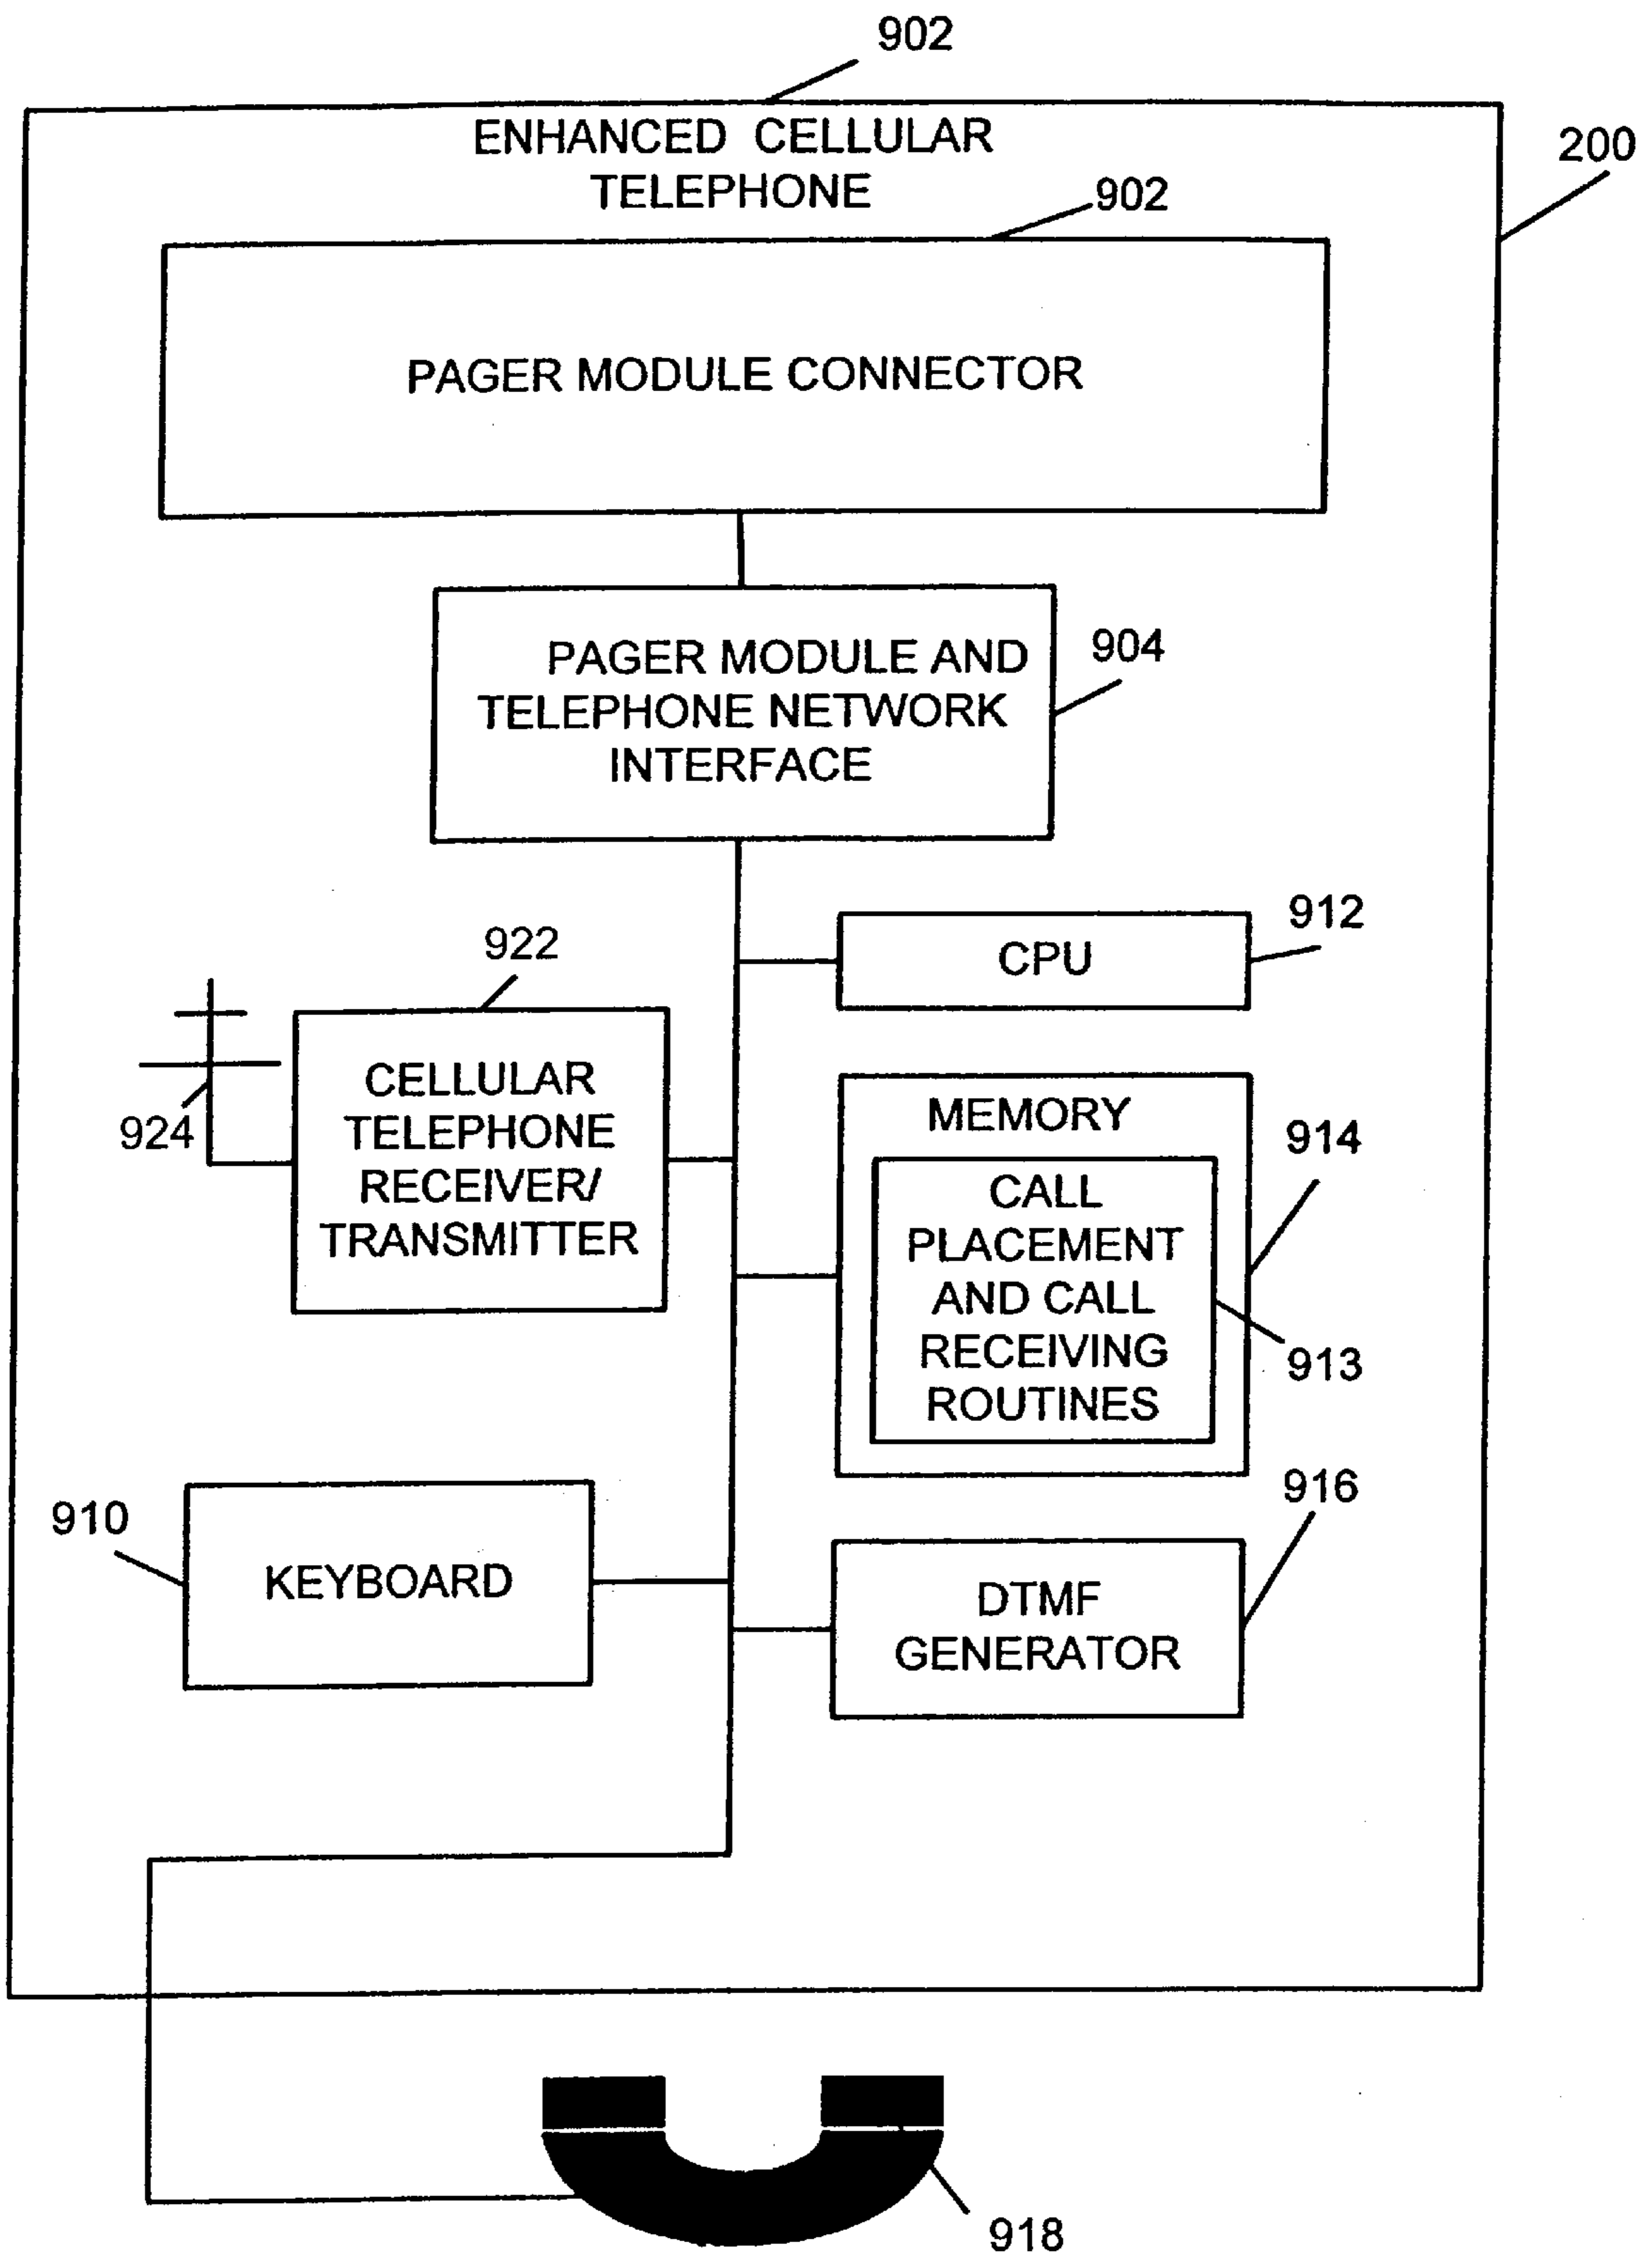 902
ENHANCED CELLULAR
TELEPHONE
200
902
PAGER MODULE CONNECTOR
PAGER MODULE AND
TELEPHONE NETWORK
INTERFACE
904
922
CPU
912
924
CELLULAR
TELEPHONE
RECEIVER/
TRANSMITTER
MEMORY
914
CALL
PLACEMENT
AND CALL
RECEIVING
ROUTINES
913
910
KEYBOARD
916
DTMF
GENERATOR
918